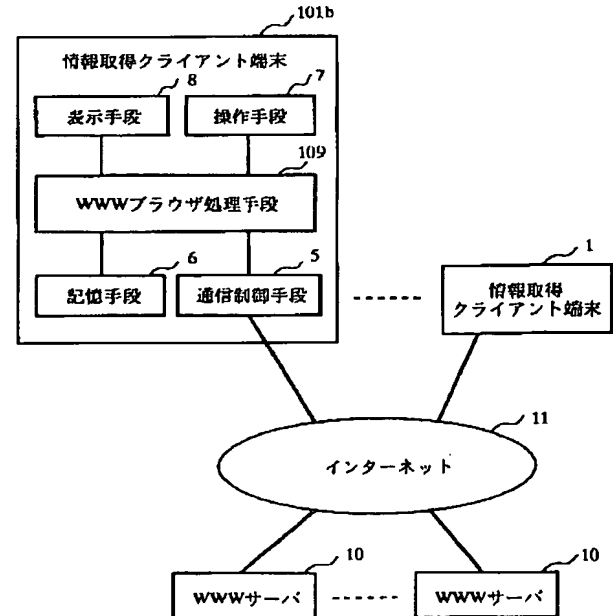 101b
情報取得クライアント端末
8
7
表示手段
操作手段
109
WWWブラウザ処理手段
6
5
1
記憶手段
通信制御手段
情報取得
クライアント端末
11
インターネット
10
10
WWWサーバ
WWWサーバ